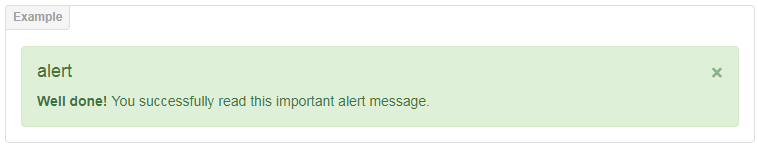 Example
alert
×
Well done! You successfully read this important alert message.